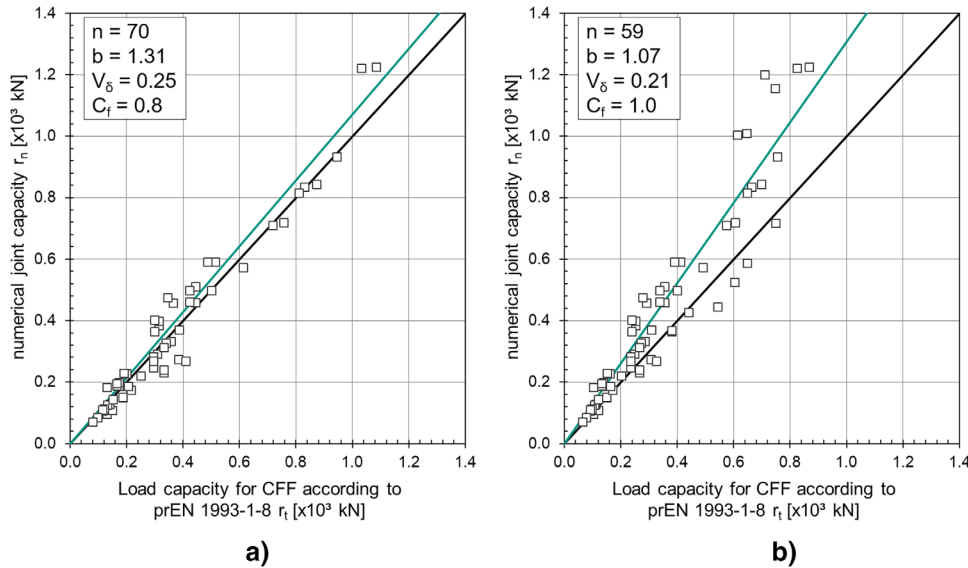 n = 70
b = 1.31
Vδ = 0.25
Cf = 0.8
numerical joint capacity rn [x10³ kN]
1.4
1.2
1.0
0.8
0.6
0.4
0.2
0.0
0.0 0.2 0.4 0.6 0.8 1.0 1.2 1.4
Load capacity for CFF according to
prEN 1993-1-8 rt [x10³ kN]
a)
n = 59
b = 1.07
Vδ = 0.21
Cf = 1.0
numerical joint capacity rn [x10³ kN]
1.4
1.2
1.0
0.8
0.6
0.4
0.2
0.0
0.0 0.2 0.4 0.6 0.8 1.0 1.2 1.4
Load capacity for CFF according to
prEN 1993-1-8 rt [x10³ kN]
b)